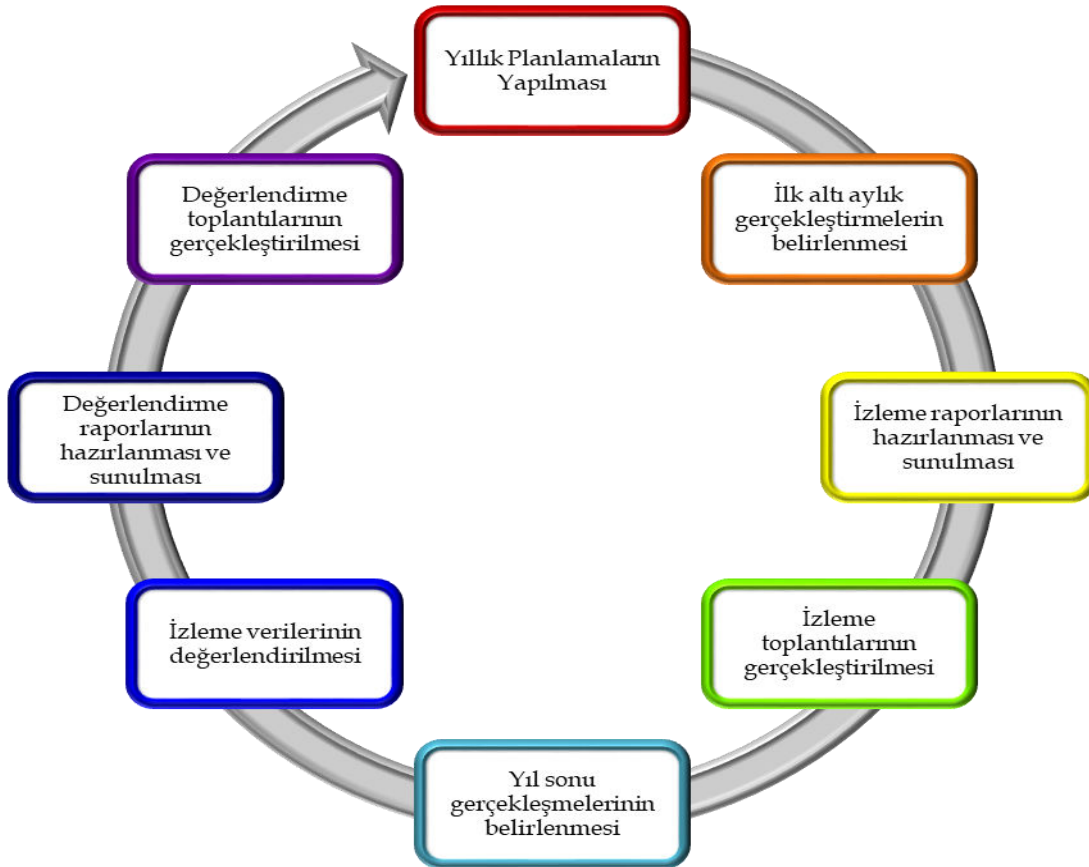 Yıllık Planlamaların
Yapılması
İlk altı aylık
gerçekleştirmelerin
belirlenmesi
İzleme raporlarının
hazırlanması ve
sunulması
İzleme
toplantılarının
gerçekleştirilmesi
Yıl sonu
gerçekleşmelerinin
belirlenmesi
İzleme verilerinin
değerlendirilmesi
Değerlendirme
raporlarının
hazırlanması ve
sunulması
Değerlendirme
toplantılarının
gerçekleştirilmesi